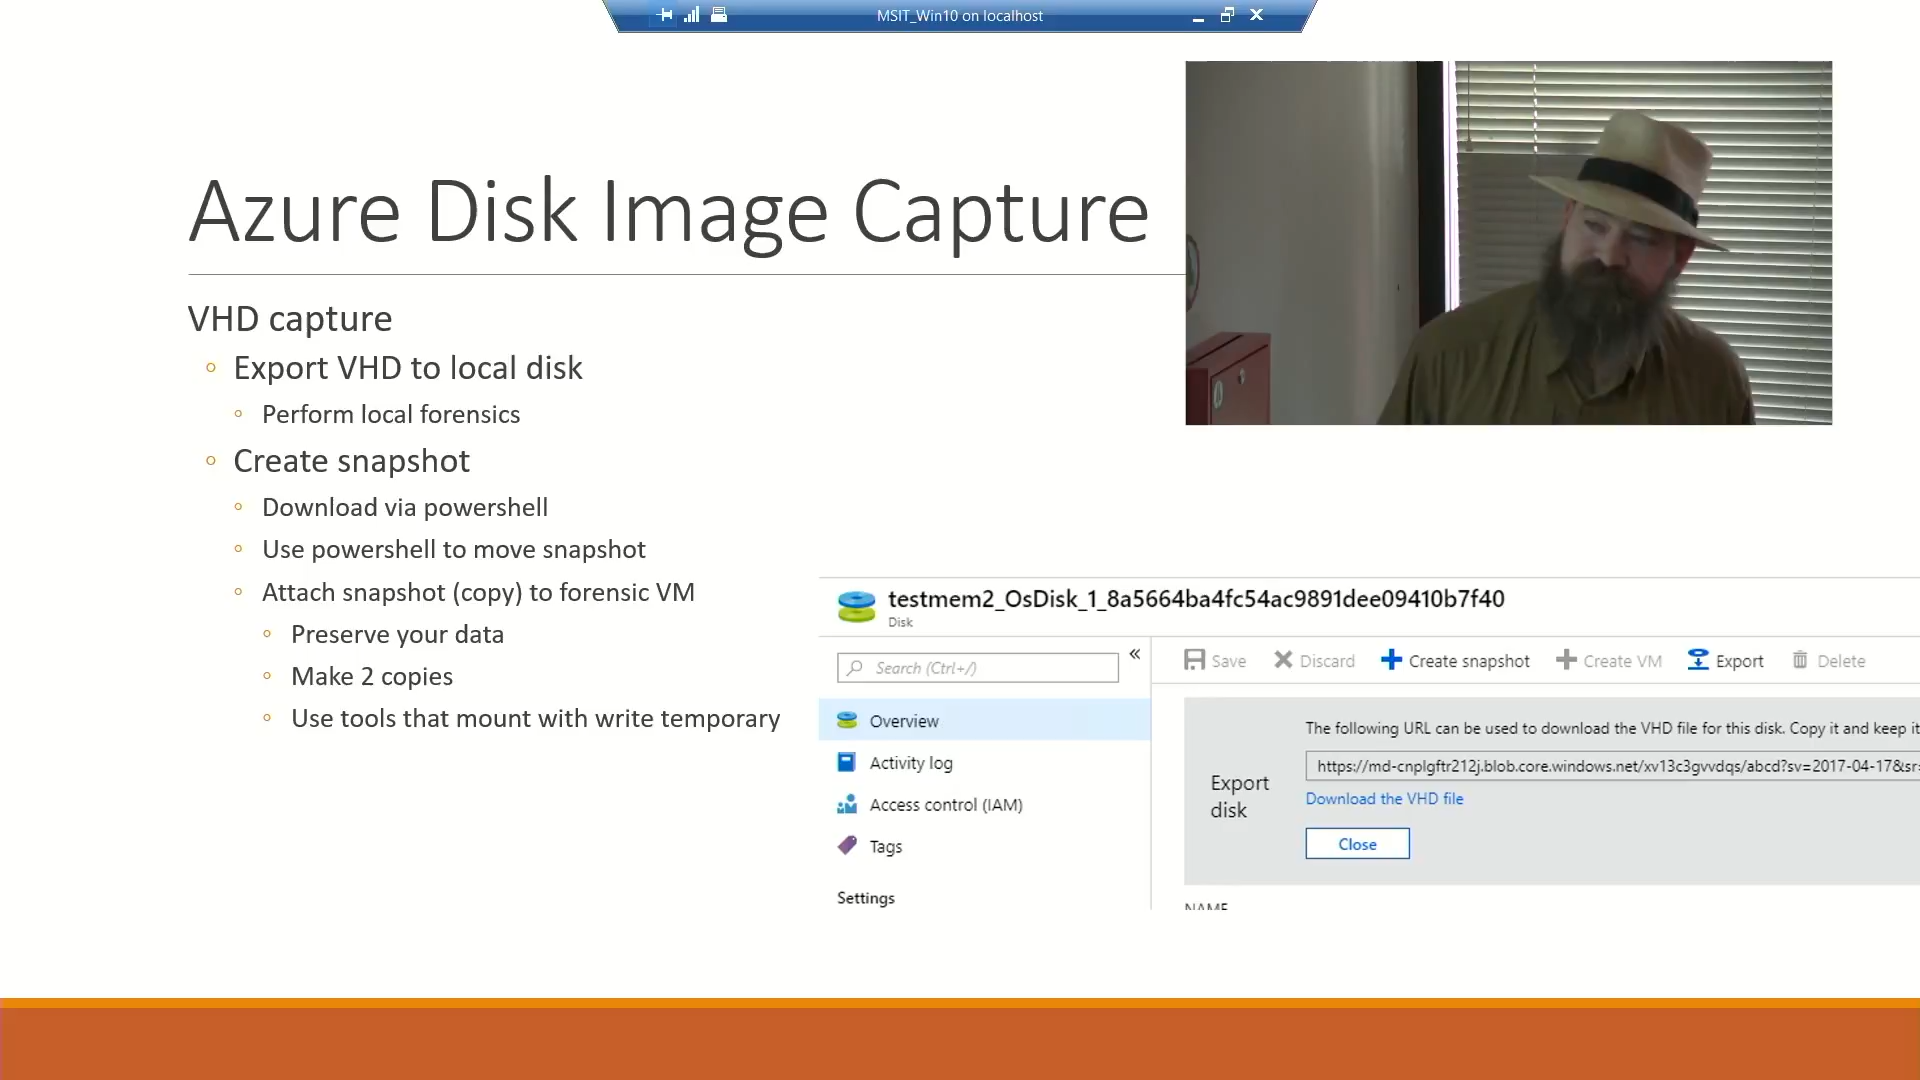 MSIT_Win10 on localhost
Azure Disk Image Capture
VHD capture
Export VHD to local disk
Perform local forensics
Create snapshot
Download via powershell
Use powershell to move snapshot
Attach snapshot (copy) to forensic VM
Preserve your data
Make 2 copies
Use tools that mount with write temporary
testmem2_OsDisk_1_8a5664ba4fc54ac9891dee09410b7f40
Disk
Search (Ctrl+/)
«
Save Discard Create snapshot Create VM Export Delete
Overview
Activity log
Access control (IAM)
Tags
Settings
The following URL can be used to download the VHD file for this disk. Copy it and keep it
Export disk
https://md-cnplgftr212j.blob.core.windows.net/xv13c3gvvdqs/abcd?sv=2017-04-17&sr=
Download the VHD file
Close
NAME